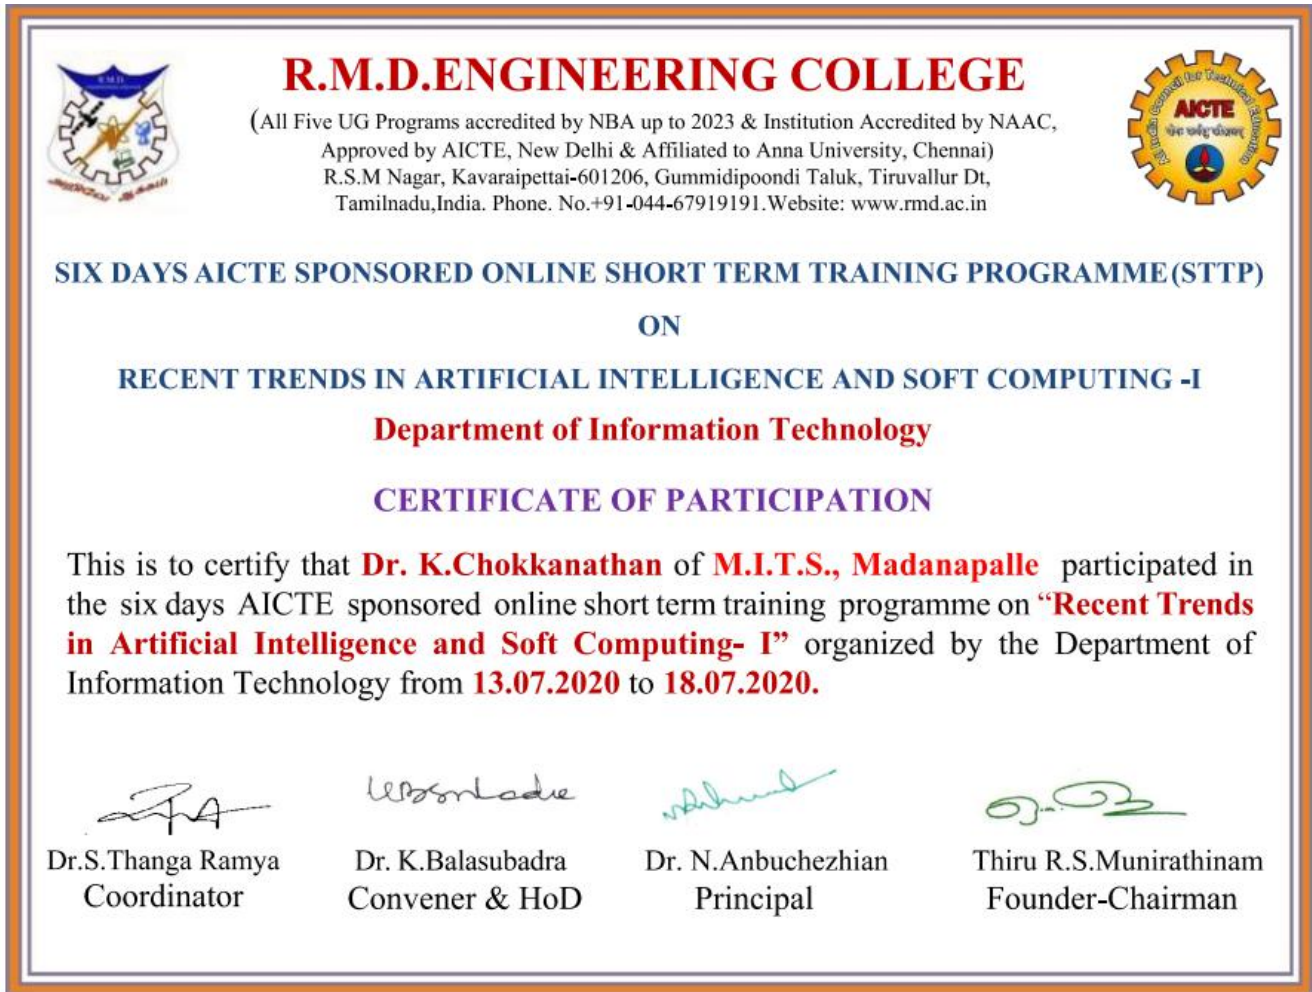 R.M.D.ENGINEERING COLLEGE
(All Five UG Programs accredited by NBA up to 2023 & Institution Accredited by NAAC,
Approved by AICTE, New Delhi & Affiliated to Anna University, Chennai)
R.S.M Nagar, Kavaraipettai-601206, Gummidipoondi Taluk, Tiruvallur Dt,
Tamilnadu,India. Phone. No.+91-044-67919191.Website: www.rmd.ac.in
R.M.D.
All India Council for Technical Education
AICTE
SIX DAYS AICTE SPONSORED ONLINE SHORT TERM TRAINING PROGRAMME(STTP)
ON
RECENT TRENDS IN ARTIFICIAL INTELLIGENCE AND SOFT COMPUTING -I
Department of Information Technology
CERTIFICATE OF PARTICIPATION
This is to certify that Dr. K.Chokkanathan of M.I.T.S., Madanapalle participated in
the six days AICTE sponsored online short term training programme on “Recent Trends
in Artificial Intelligence and Soft Computing- I” organized by the Department of
Information Technology from 13.07.2020 to 18.07.2020.
Dr.S.Thanga Ramya Dr. K.Balasubadra Dr. N.Anbuchezhian Thiru R.S.Munirathinam
Coordinator Convener & HoD Principal Founder-Chairman